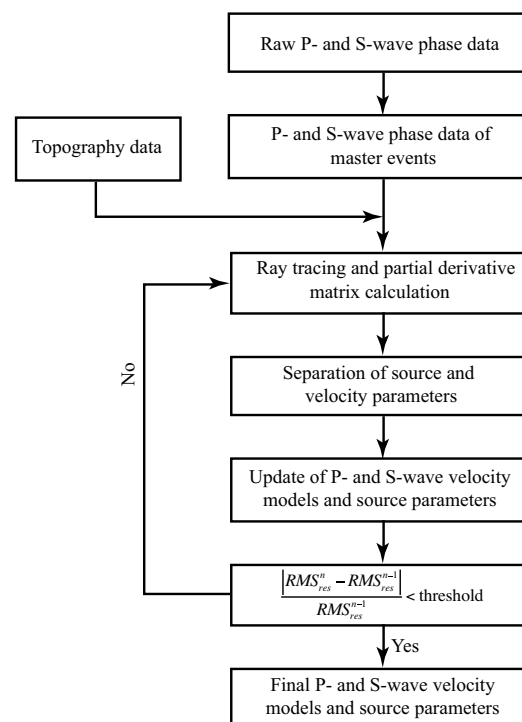 Raw P- and S-wave phase data
P- and S-wave phase data of
master events
Topography data
Ray tracing and partial derivative
matrix calculation
No
Separation of source and
velocity parameters
Update of P- and S-wave velocity
models and source parameters
|RMS^n_res − RMS^{n-1}_res|
RMS^{n-1}_res
< threshold
Yes
Final P- and S-wave velocity
models and source parameters